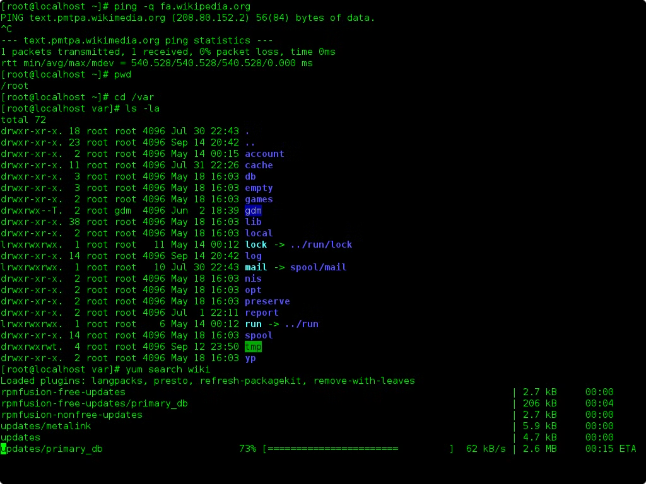 [root@localhost ~]# ping -q fa.wikipedia.org
PING text.pmtpa.wikimedia.org (208.80.152.2) 56(84) bytes of data.
^C
--- text.pmtpa.wikimedia.org ping statistics ---
1 packets transmitted, 1 received, 0% packet loss, time 0ms
rtt min/avg/max/mdev = 540.528/540.528/540.528/0.000 ms
[root@localhost ~]# pwd
/root
[root@localhost ~]# cd /var
[root@localhost var]# ls -la
total 72
drwxr-xr-x. 18 root root 4096 Jul 30 22:43 .
drwxr-xr-x. 23 root root 4096 Sep 14 20:42 ..
drwxr-xr-x.  2 root root 4096 May 14 00:15 account
drwxr-xr-x. 11 root root 4096 Jul 31 22:26 cache
drwxr-xr-x.  3 root root 4096 May 18 16:03 db
drwxr-xr-x.  3 root root 4096 May 18 16:03 empty
drwxr-xr-x.  2 root root 4096 May 18 16:03 games
drwxrwx--T.  2 root gdm  4096 Jun  2 18:39 gdm
drwxr-xr-x. 38 root root 4096 May 18 16:03 lib
drwxr-xr-x.  2 root root 4096 May 18 16:03 local
lrwxrwxrwx.  1 root root   11 May 14 00:12 lock -> ../run/lock
drwxr-xr-x. 14 root root 4096 Sep 14 20:42 log
lrwxrwxrwx.  1 root root   10 Jul 30 22:43 mail -> spool/mail
drwxr-xr-x.  2 root root 4096 May 18 16:03 nis
drwxr-xr-x.  2 root root 4096 May 18 16:03 opt
drwxr-xr-x.  2 root root 4096 May 18 16:03 preserve
drwxr-xr-x.  2 root root 4096 Jul  1 22:11 report
lrwxrwxrwx.  1 root root    6 May 14 00:12 run -> ../run
drwxr-xr-x. 14 root root 4096 May 18 16:03 spool
drwxrwxrwt.  4 root root 4096 Sep 12 23:50 tmp
drwxr-xr-x.  2 root root 4096 May 18 16:03 yp
[root@localhost var]# yum search wiki
Loaded plugins: langpacks, presto, refresh-packagekit, remove-with-leaves
rpmfusion-free-updates | 2.7 kB 00:00
rpmfusion-free-updates/primary_db | 206 kB 00:04
rpmfusion-nonfree-updates | 2.7 kB 00:00
updates/metalink | 5.9 kB 00:00
updates | 4.7 kB 00:00
updates/primary_db 73% [======================= ] 62 kB/s | 2.6 MB 00:15 ETA